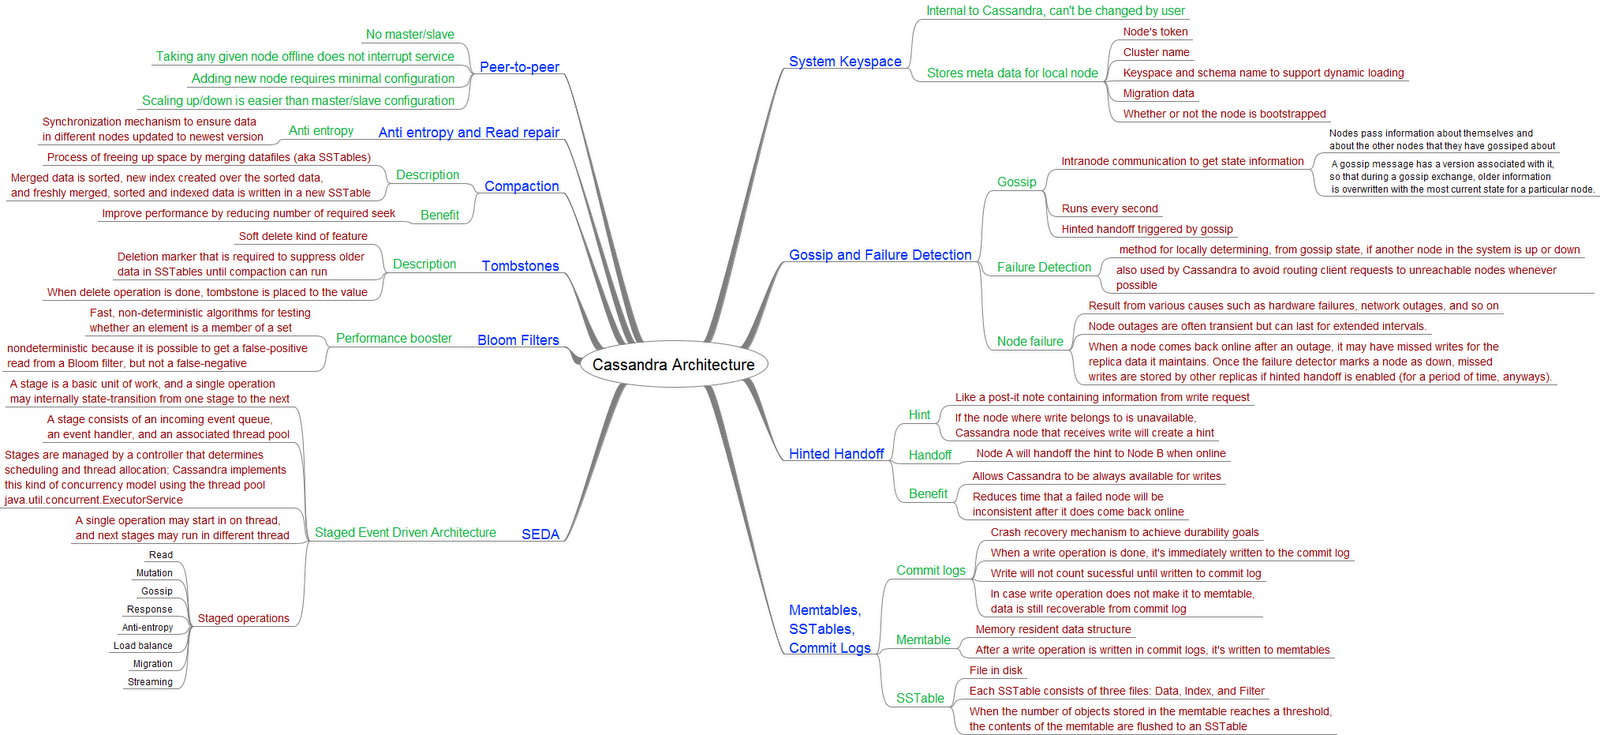 Cassandra Architecture
Peer-to-peer
No master/slave
Taking any given node offline does not interrupt service
Adding new node requires minimal configuration
Scaling up/down is easier than master/slave configuration
Anti entropy and Read repair
Anti entropy
Synchronization mechanism to ensure data
in different nodes updated to newest version
Compaction
Description
Process of freeing up space by merging datafiles (aka SSTables)
Merged data is sorted, new index created over the sorted data,
and freshly merged, sorted and indexed data is written in a new SSTable
Benefit
Improve performance by reducing number of required seek
Tombstones
Description
Soft delete kind of feature
Deletion marker that is required to suppress older
data in SSTables until compaction can run
When delete operation is done, tombstone is placed to the value
Bloom Filters
Performance booster
Fast, non-deterministic algorithms for testing
whether an element is a member of a set
nondeterministic because it is possible to get a false-positive
read from a Bloom filter, but not a false-negative
SEDA
Staged Event Driven Architecture
A stage is a basic unit of work, and a single operation
may internally state-transition from one stage to the next
A stage consists of an incoming event queue,
an event handler, and an associated thread pool
Stages are managed by a controller that determines
scheduling and thread allocation; Cassandra implements
this kind of concurrency model using the thread pool
java.util.concurrent.ExecutorService
A single operation may start in on thread,
and next stages may run in different thread
Staged operations
Read
Mutation
Gossip
Response
Anti-entropy
Load balance
Migration
Streaming
System Keyspace
Internal to Cassandra, can't be changed by user
Stores meta data for local node
Node's token
Cluster name
Keyspace and schema name to support dynamic loading
Migration data
Whether or not the node is bootstrapped
Gossip and Failure Detection
Gossip
Intranode communication to get state information
Nodes pass information about themselves and
about the other nodes that they have gossiped about
A gossip message has a version associated with it,
so that during a gossip exchange, older information
is overwritten with the most current state for a particular node.
Runs every second
Hinted handoff triggered by gossip
Failure Detection
method for locally determining, from gossip state, if another node in the system is up or down
also used by Cassandra to avoid routing client requests to unreachable nodes whenever
possible
Node failure
Result from various causes such as hardware failures, network outages, and so on
Node outages are often transient but can last for extended intervals.
When a node comes back online after an outage, it may have missed writes for the
replica data it maintains. Once the failure detector marks a node as down, missed
writes are stored by other replicas if hinted handoff is enabled (for a period of time, anyways).
Hinted Handoff
Hint
Like a post-it note containing information from write request
If the node where write belongs to is unavailable,
Cassandra node that receives write will create a hint
Handoff
Node A will handoff the hint to Node B when online
Benefit
Allows Cassandra to be always available for writes
Reduces time that a failed node will be
inconsistent after it does come back online
Memtables,
SSTables,
Commit Logs
Commit logs
Crash recovery mechanism to achieve durability goals
When a write operation is done, it's immediately written to the commit log
Write will not count sucessful until written to commit log
In case write operation does not make it to memtable,
data is still recoverable from commit log
Memtable
Memory resident data structure
After a write operation is written in commit logs, it's written to memtables
SSTable
File in disk
Each SSTable consists of three files: Data, Index, and Filter
When the number of objects stored in the memtable reaches a threshold,
the contents of the memtable are flushed to an SSTable